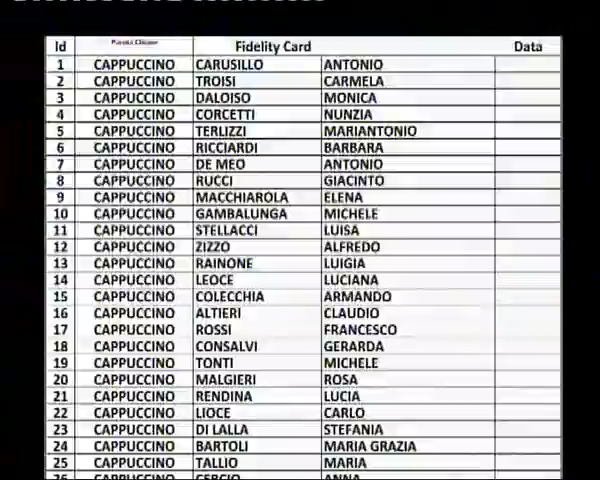 Id Parola Chiave Fidelity Card Data
1 CAPPUCCINO CARUSILLO ANTONIO
2 CAPPUCCINO TROISI CARMELA
3 CAPPUCCINO DALOISO MONICA
4 CAPPUCCINO CORCETTI NUNZIA
5 CAPPUCCINO TERLIZZI MARIANTONIO
6 CAPPUCCINO RICCIARDI BARBARA
7 CAPPUCCINO DE MEO ANTONIO
8 CAPPUCCINO RUCCI GIACINTO
9 CAPPUCCINO MACCHIAROLA ELENA
10 CAPPUCCINO GAMBALUNGA MICHELE
11 CAPPUCCINO STELLACCI LUISA
12 CAPPUCCINO ZIZZO ALFREDO
13 CAPPUCCINO RAINONE LUIGIA
14 CAPPUCCINO LEOCE LUCIANA
15 CAPPUCCINO COLECCHIA ARMANDO
16 CAPPUCCINO ALTIERI CLAUDIO
17 CAPPUCCINO ROSSI FRANCESCO
18 CAPPUCCINO CONSALVI GERARDA
19 CAPPUCCINO TONTI MICHELE
20 CAPPUCCINO MALGIERI ROSA
21 CAPPUCCINO RENDINA LUCIA
22 CAPPUCCINO LIOCE CARLO
23 CAPPUCCINO DI LALLA STEFANIA
24 CAPPUCCINO BARTOLI MARIA GRAZIA
25 CAPPUCCINO TALLIO MARIA
26 CAPPUCCINO ANNA